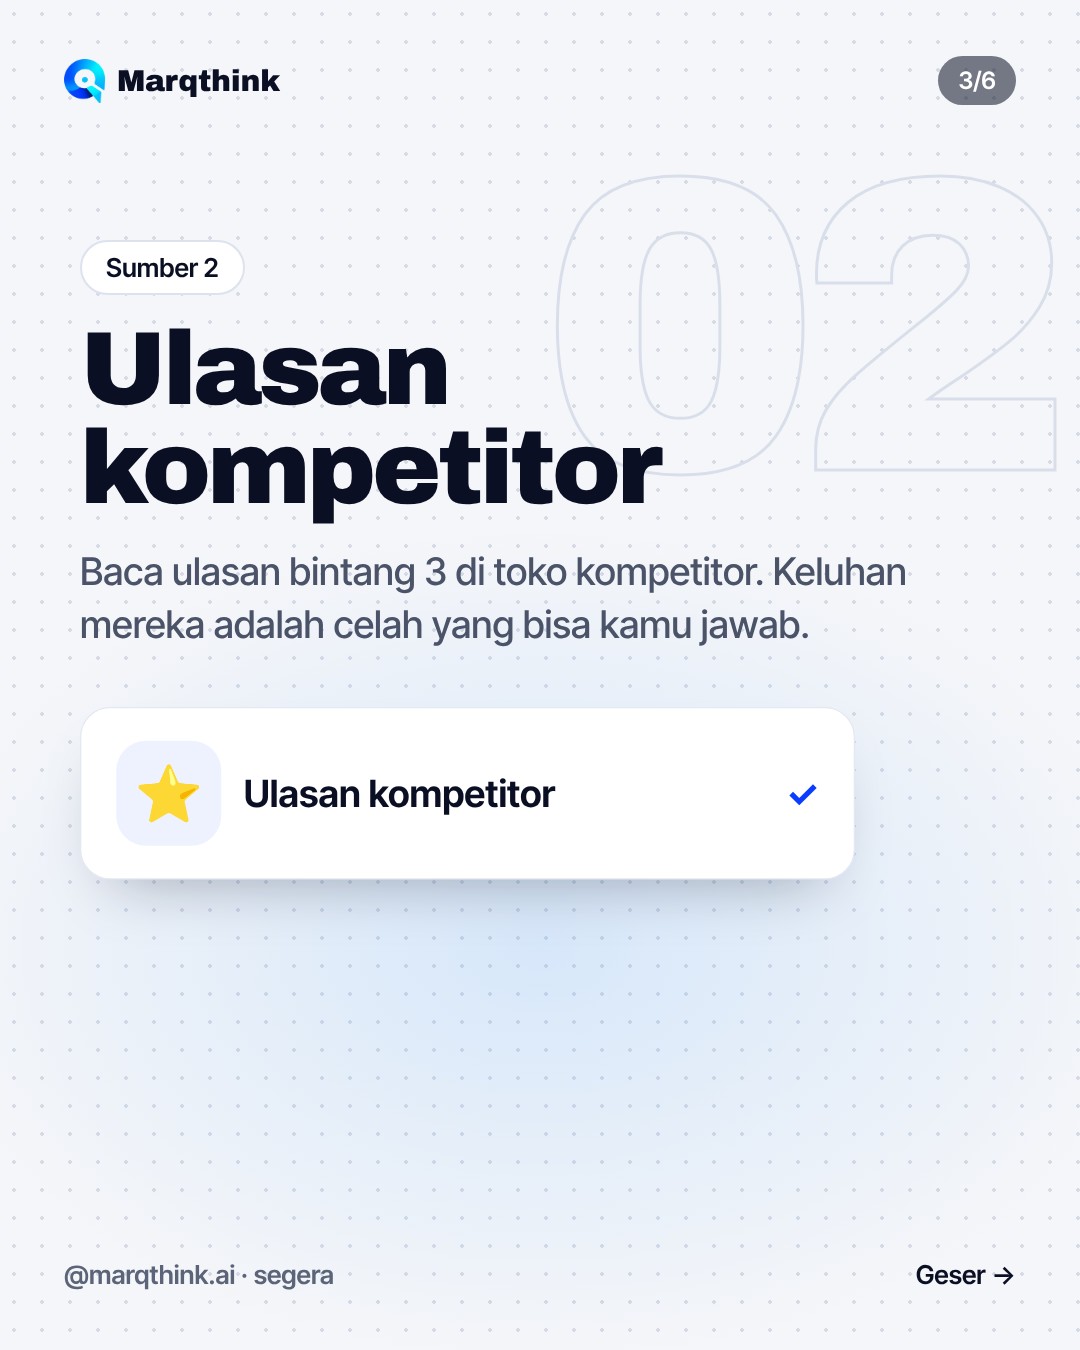 Marqthink
3/6
02
Sumber 2
Ulasan
kompetitor
Baca ulasan bintang 3 di toko kompetitor. Keluhan
mereka adalah celah yang bisa kamu jawab.
Ulasan kompetitor
@marqthink.ai · segera
Geser →